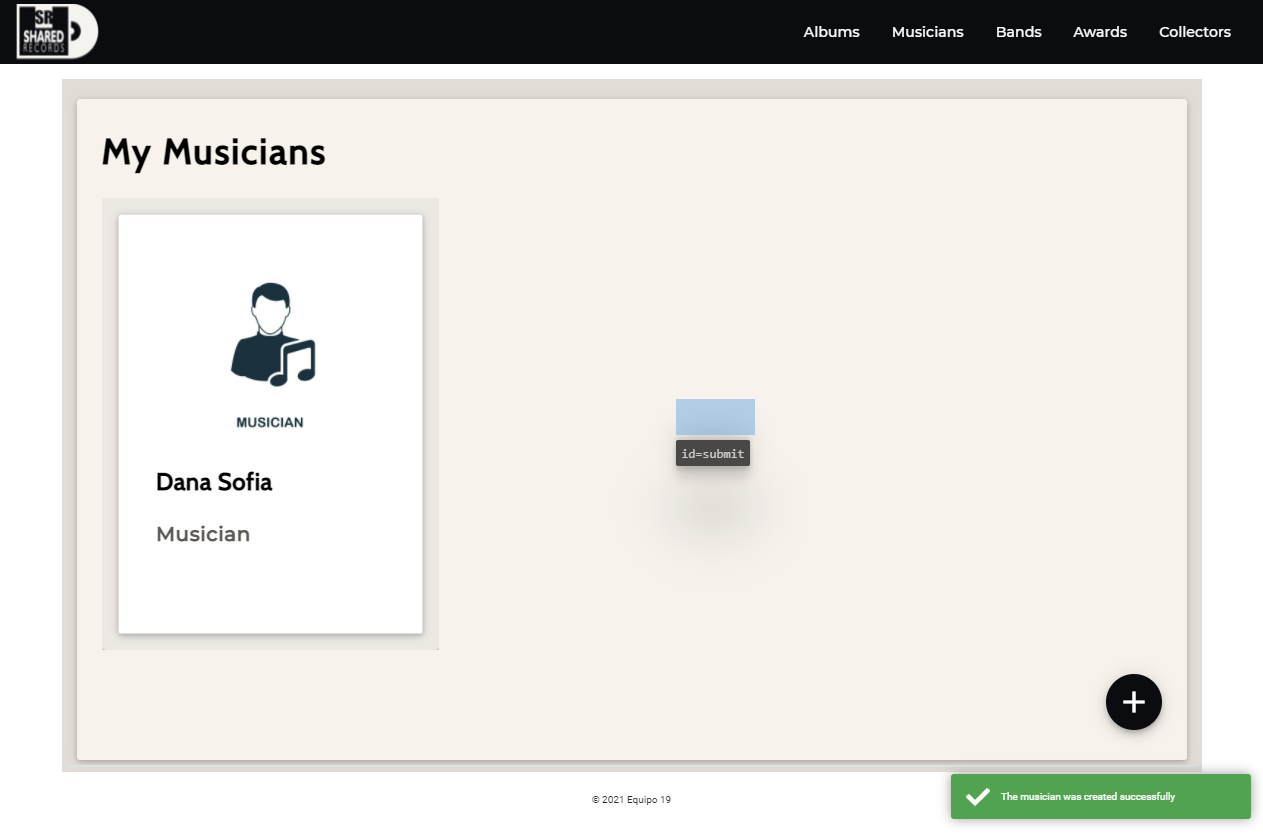 SR
SHARED
RECORDS
Albums
Musicians
Bands
Awards
Collectors
My Musicians
MUSICIAN
Dana Sofia
Musician
id=submit
© 2021 Equipo 19
The musician was created successfully